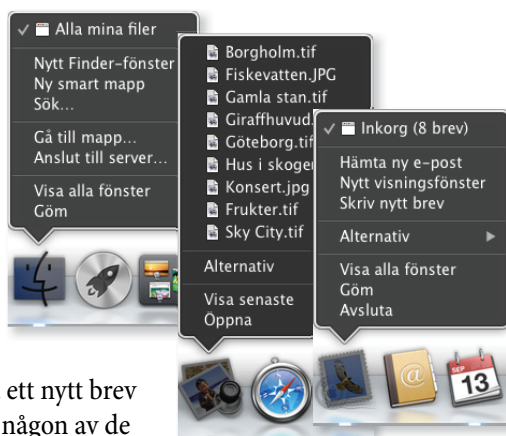 ✓ Alla mina filer
Nytt Finder-fönster
Ny smart mapp
Sök...
Gå till mapp...
Anslut till server...
Visa alla fönster
Göm
Borgholm.tif
Fiskevatten.JPG
Gamla stan.tif
Giraffhuvud.
Göteborg.tif
Hus i skogen
Konsert.jpg
Frukter.tif
Sky City.tif
Alternativ
Visa senaste
Öppna
✓ Inkorg (8 brev)
Hämta ny e-post
Nytt visningsfönster
Skriv nytt brev
Alternativ ▶
Visa alla fönster
Göm
Avsluta
@
SEP
13
ett nytt brev
någon av de